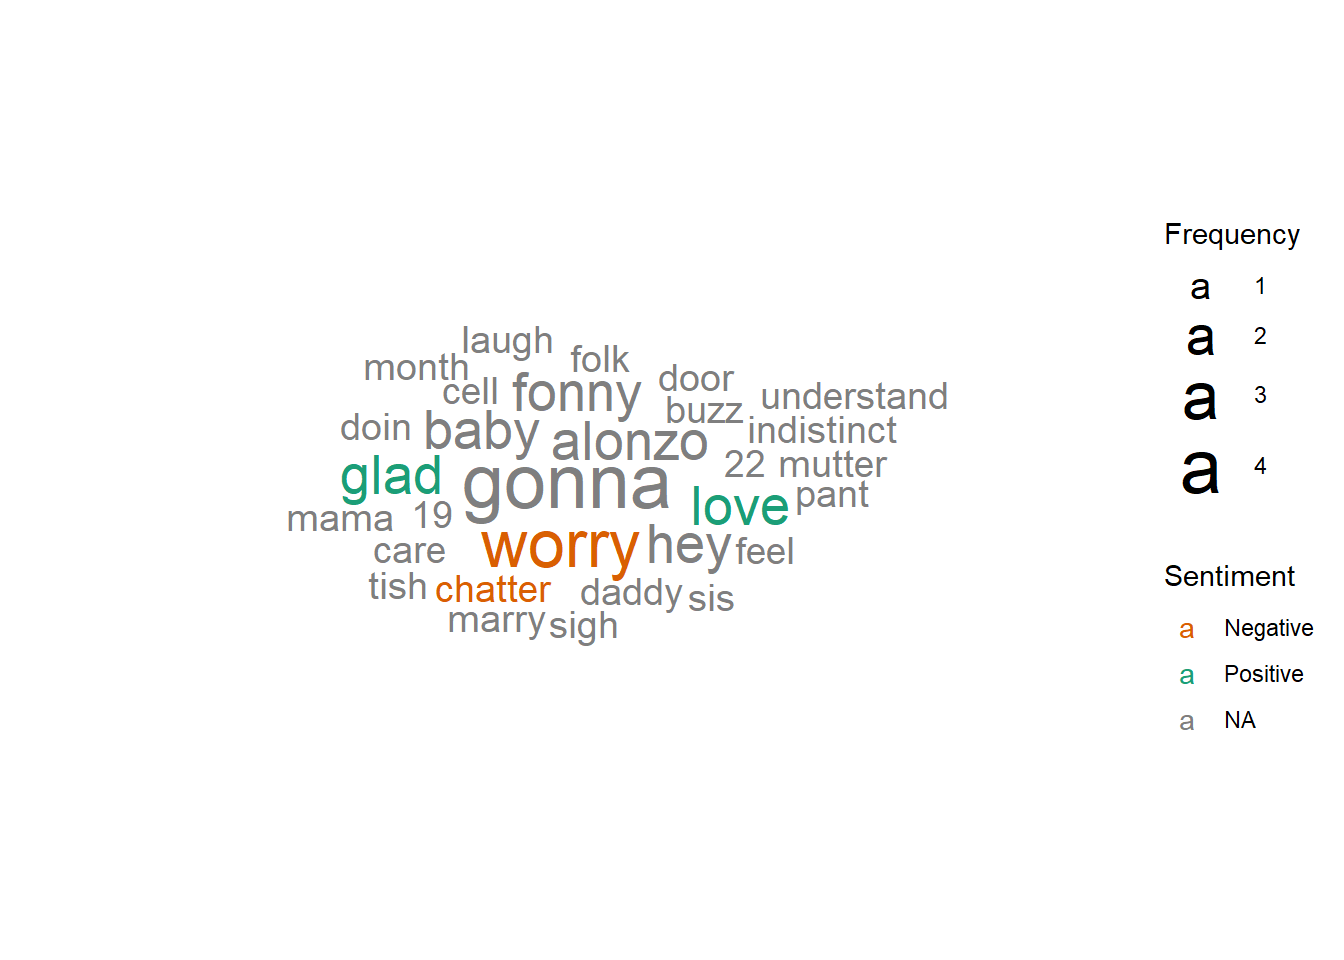 laugh
month folk
cell fonny door understand
doin baby alonzo buzz indistinct
glad gonna 22 mutter
mama 19 love pant
care worry hey feel
tish chatter daddy sis
marry sigh
Frequency
a 1
a 2
a 3
a 4
Sentiment
a Negative
a Positive
a NA